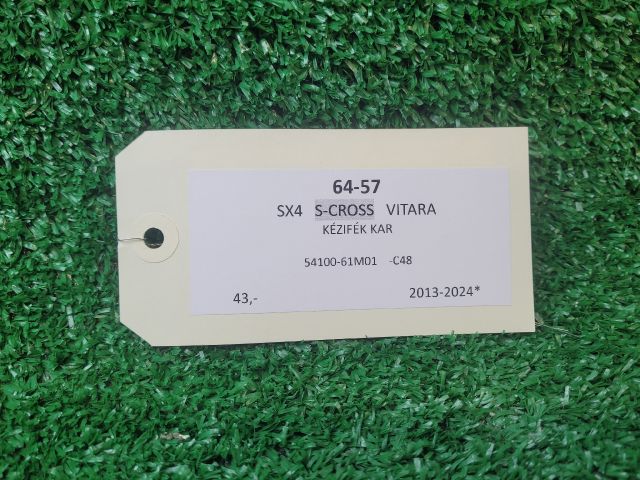 64-57
SX4 S-CROSS VITARA
KÉZIFÉK KAR
54100-61M01 -C48
43,- 2013-2024*